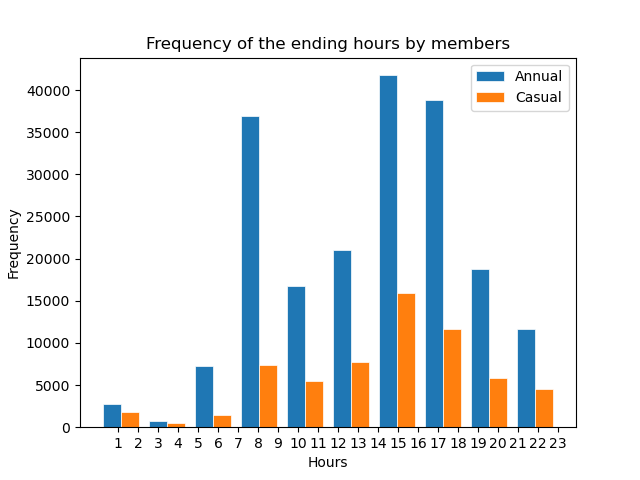 Frequency of the ending hours by members
Annual
Casual
40000
35000
30000
25000
20000
15000
10000
5000
0
Frequency
1 2 3 4 5 6 7 8 9 10 11 12 13 14 15 16 17 18 19 20 21 22 23
Hours